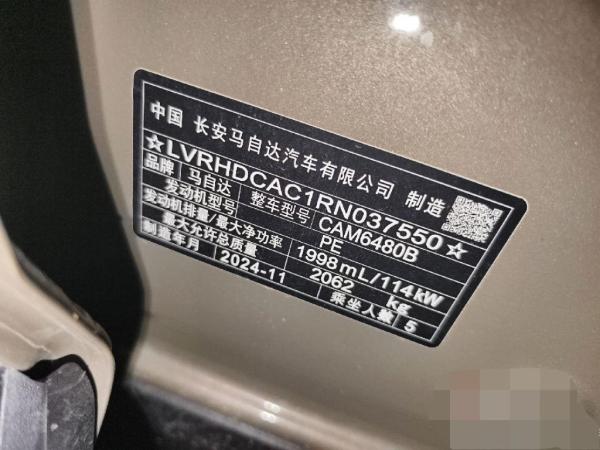 中国 长安马自达汽车有限公司 制造
☆LVRHDCAC1RN037550☆
品牌 马自达 整车型号 CAM6480B
发动机型号 PE
发动机排量/最大净功率 1998mL/114kW
最大允许总质量 2062 kg
制造年月 2024-11 乘坐人数 5